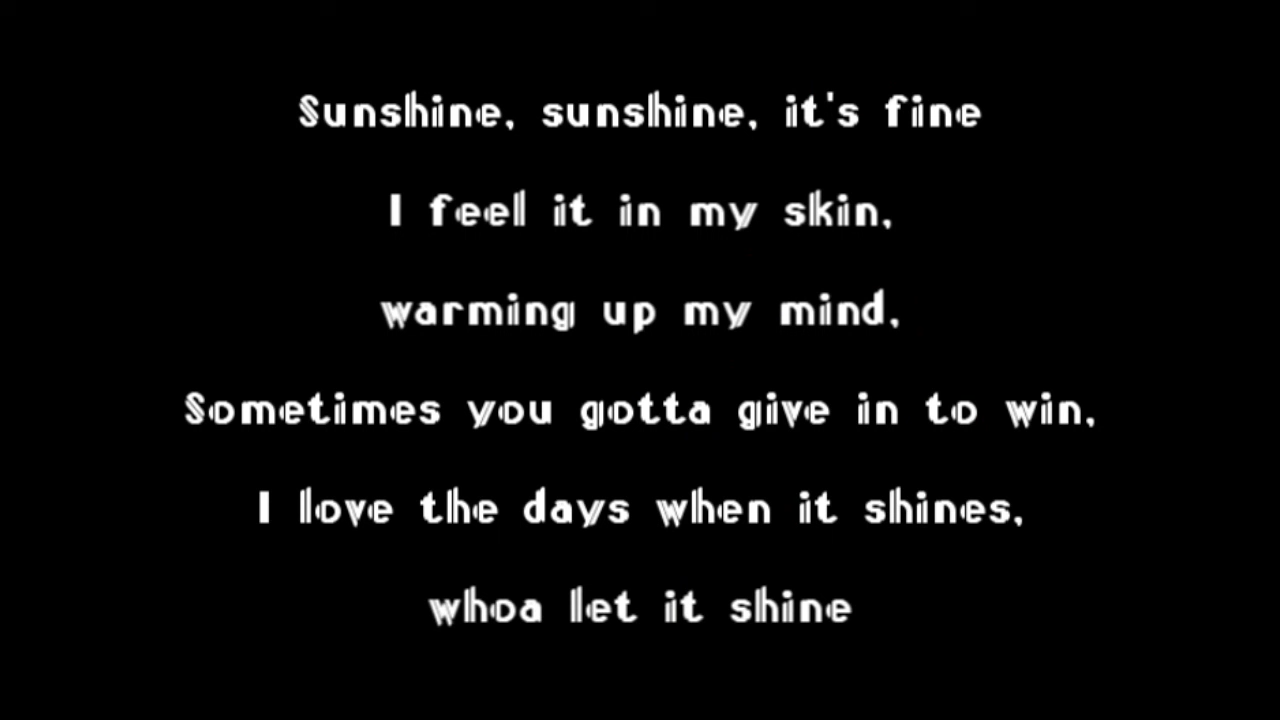 Sunshine, sunshine, it's fine
I feel it in my skin,
warming up my mind,
Sometimes you gotta give in to win,
I love the days when it shines,
whoa let it shine